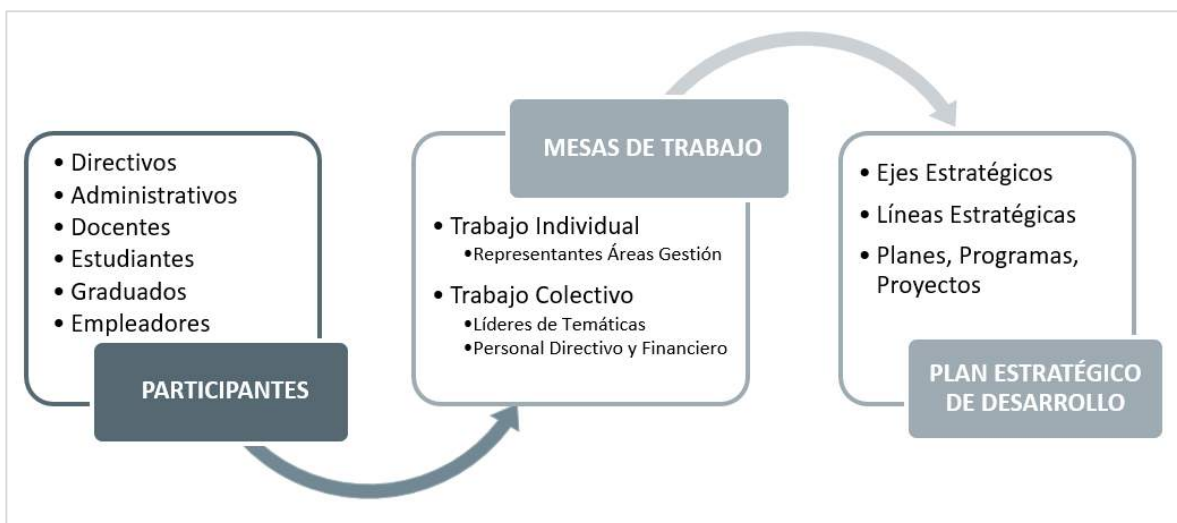 • Directivos
• Administrativos
• Docentes
• Estudiantes
• Graduados
• Empleadores
PARTICIPANTES
MESAS DE TRABAJO
• Trabajo Individual
•Representantes Áreas Gestión
• Trabajo Colectivo
•Líderes de Temáticas
•Personal Directivo y Financiero
• Ejes Estratégicos
• Líneas Estratégicas
• Planes, Programas,
Proyectos
PLAN ESTRATÉGICO
DE DESARROLLO